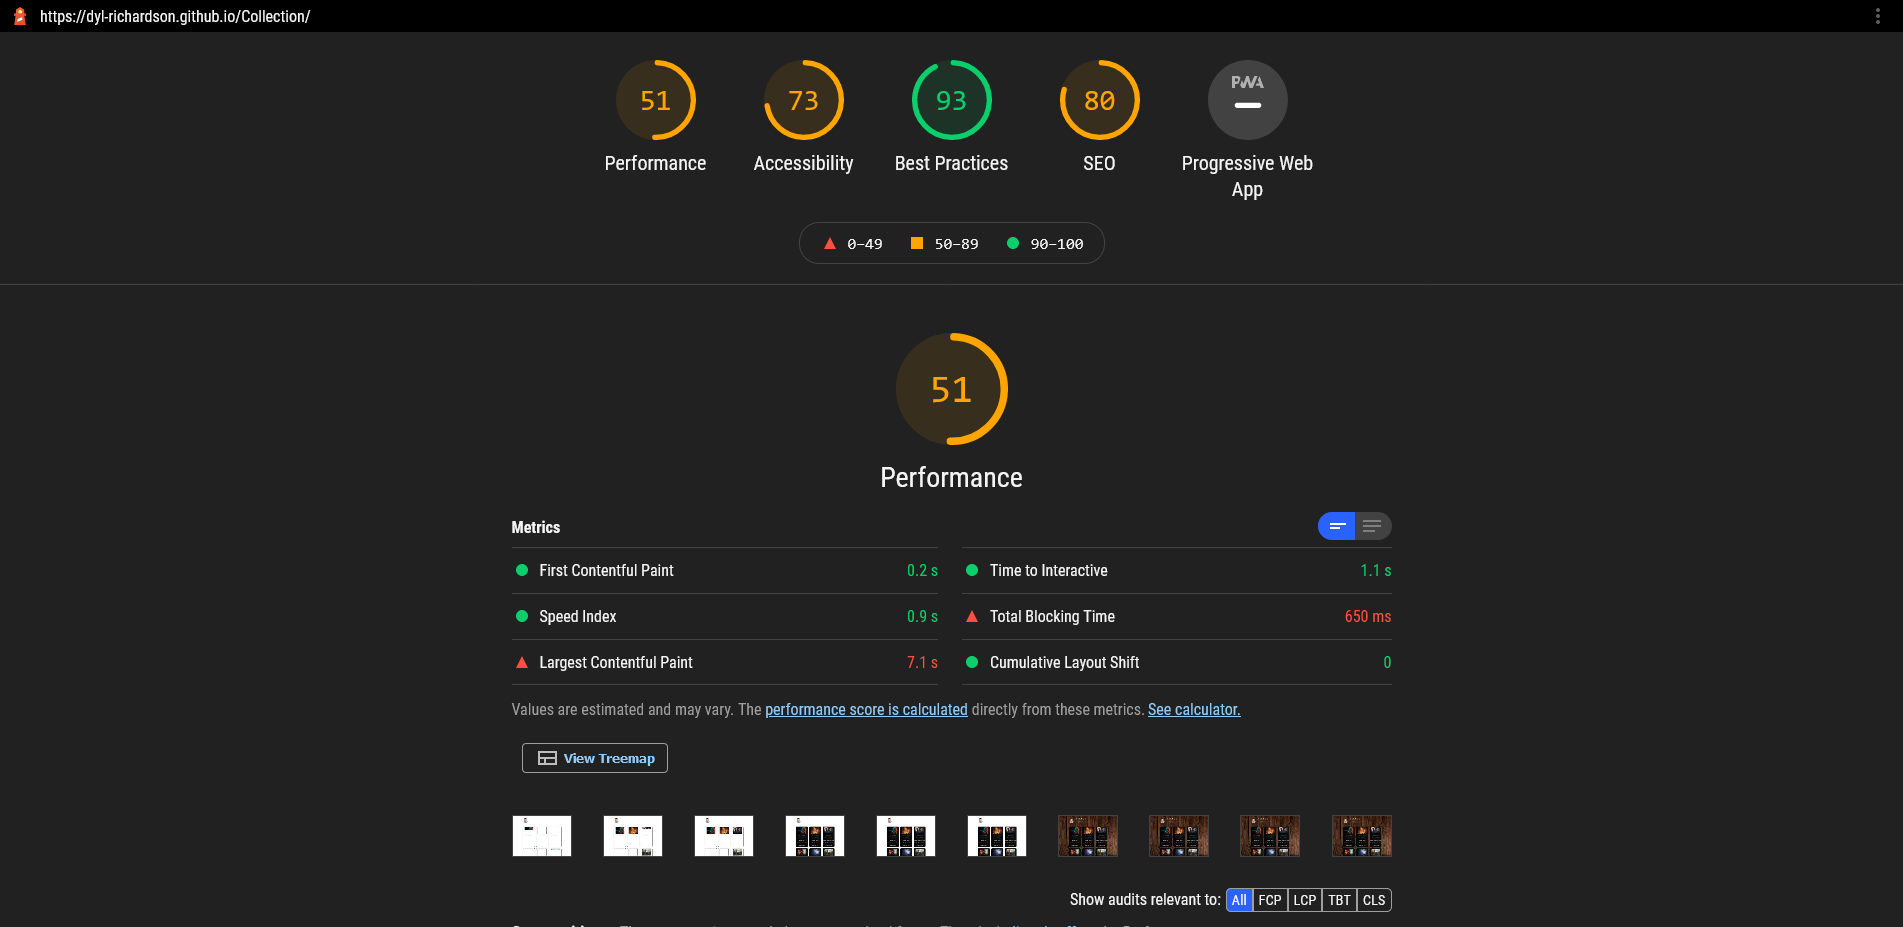 https://dyl-richardson.github.io/Collection/
51
73
93
80
PWA
Performance
Accessibility
Best Practices
SEO
Progressive Web
App
0–49
50–89
90–100
51
Performance
Metrics
First Contentful Paint 0.2 s
Time to Interactive 1.1 s
Speed Index 0.9 s
Total Blocking Time 650 ms
Largest Contentful Paint 7.1 s
Cumulative Layout Shift 0
Values are estimated and may vary. The performance score is calculated directly from these metrics. See calculator.
View Treemap
Show audits relevant to: All FCP LCP TBT CLS